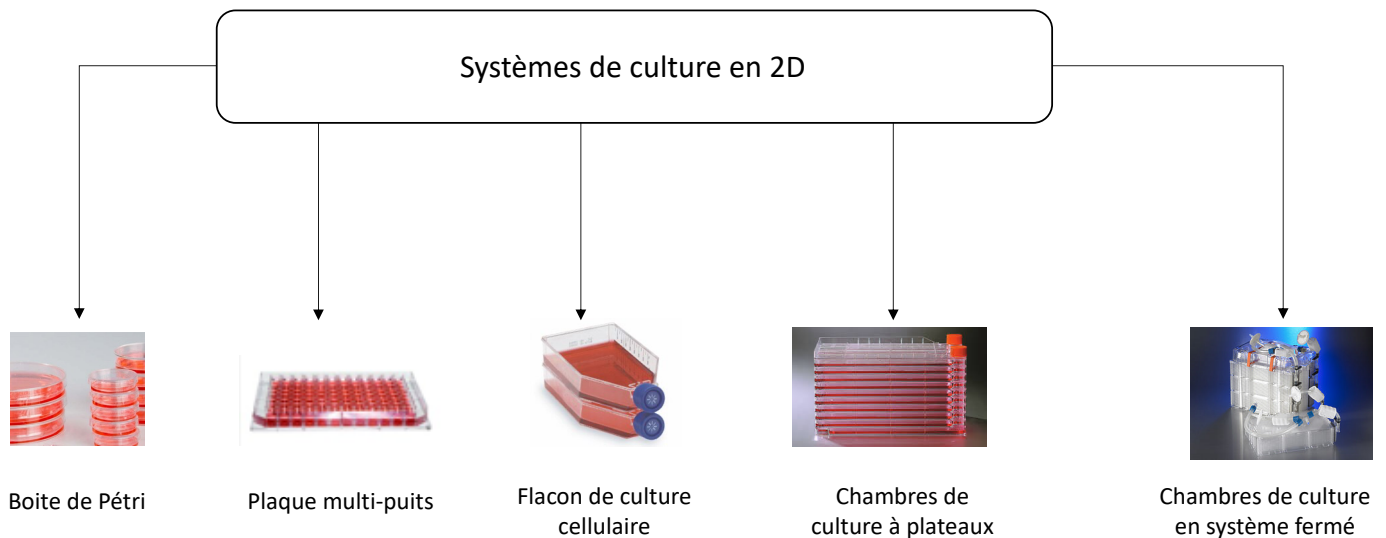 Systèmes de culture en 2D
Boite de Pétri
Plaque multi-puits
Flacon de culture
cellulaire
Chambres de
culture à plateaux
Chambres de culture
en système fermé